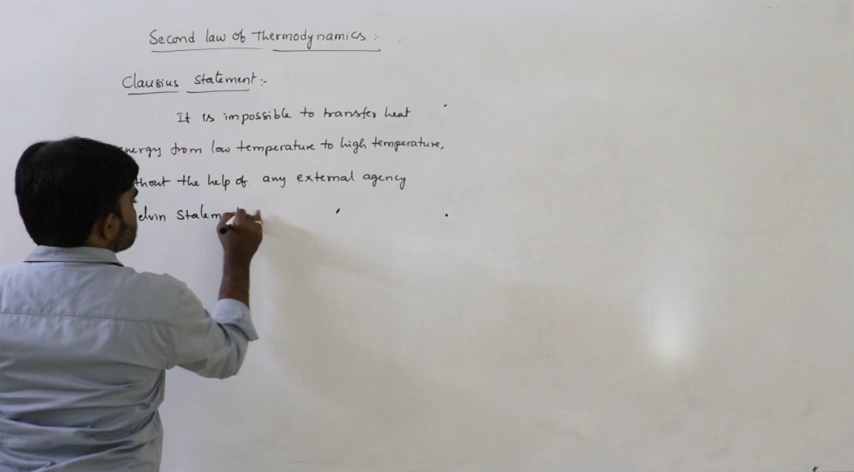 Second law of Thermodynamics :-
Clausius statement :-
It is impossible to transfer heat
energy from low temperature to high temperature,
the help of any external agency